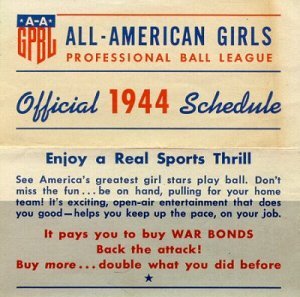 A-A
GPBL
ALL-AMERICAN GIRLS
PROFESSIONAL BALL LEAGUE
Official 1944 Schedule
Enjoy a Real Sports Thrill
See America's greatest girl stars play ball. Don't
miss the fun...be on hand, pulling for your home
team! It's exciting, open-air entertainment that does
you good—helps you keep up the pace, on your job.
It pays you to buy WAR BONDS
Back the attack!
Buy more...double what you did before